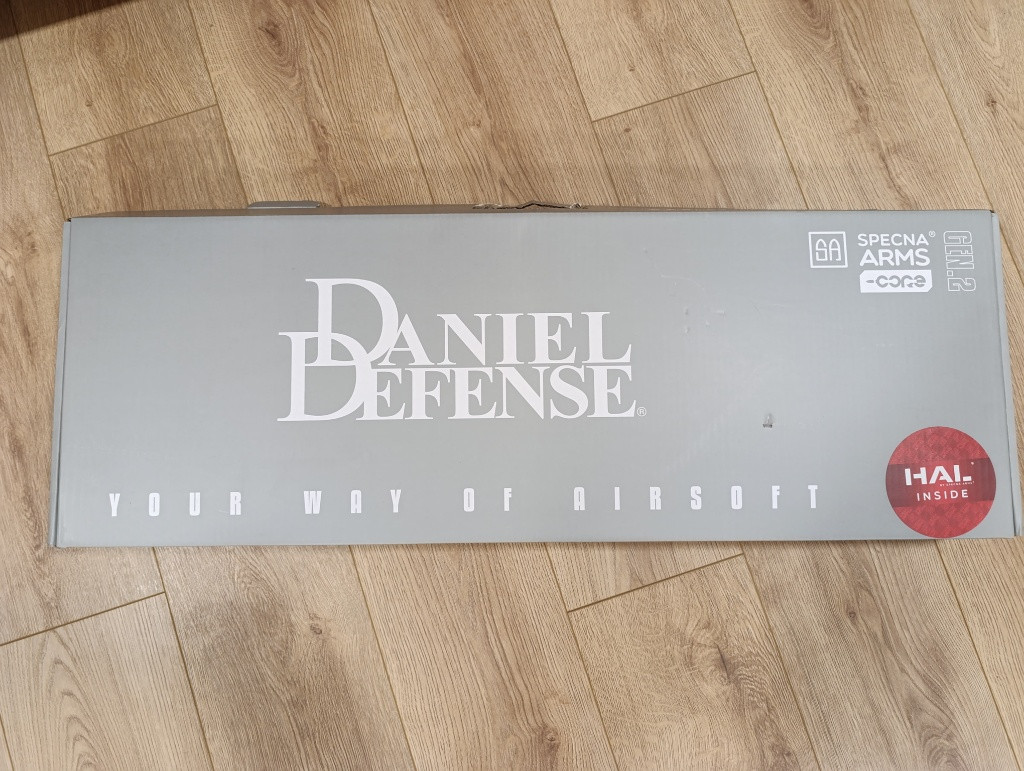 SA
SPECNA®
ARMS
-CORE
GEN.2
DANIEL
DEFENSE®
YOUR WAY OF AIRSOFT
HAL
INSIDE